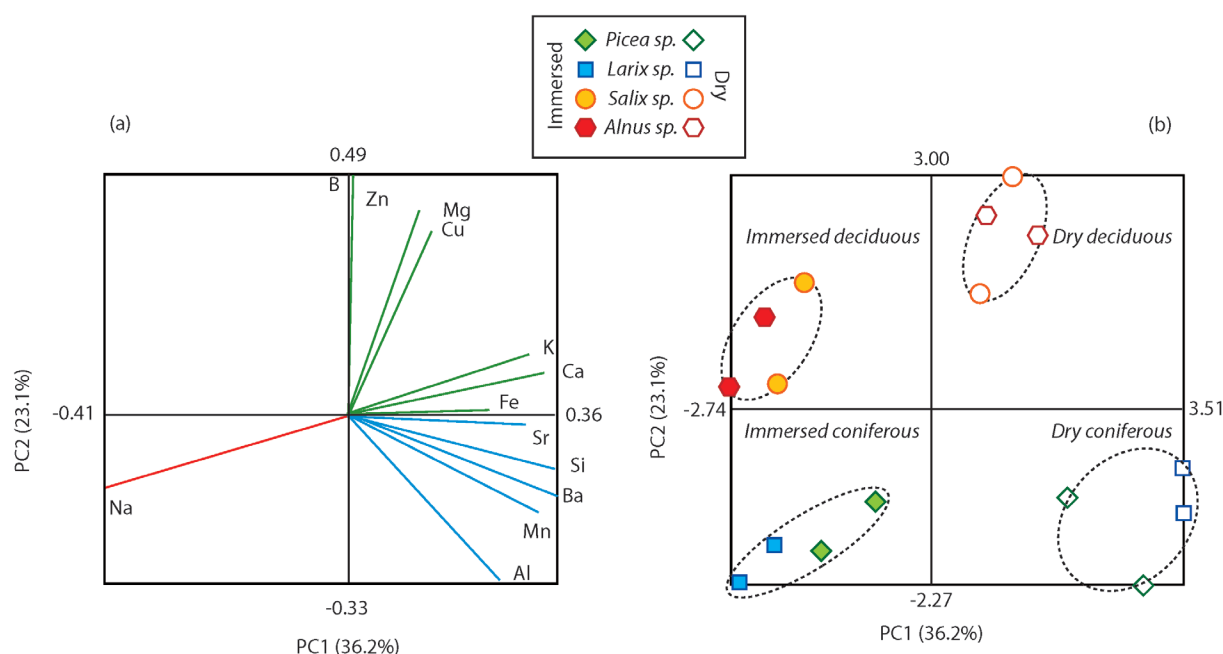 Immersed
Picea sp.
Larix sp.
Salix sp.
Alnus sp.
Dry
(a)
0.49
B
Zn
Mg
Cu
K
Ca
Fe
-0.41
0.36
Sr
Si
Ba
Mn
Al
Na
-0.33
PC2 (23.1%)
PC1 (36.2%)
(b)
3.00
Immersed deciduous
Dry deciduous
-2.74
3.51
Immersed coniferous
Dry coniferous
-2.27
PC2 (23.1%)
PC1 (36.2%)